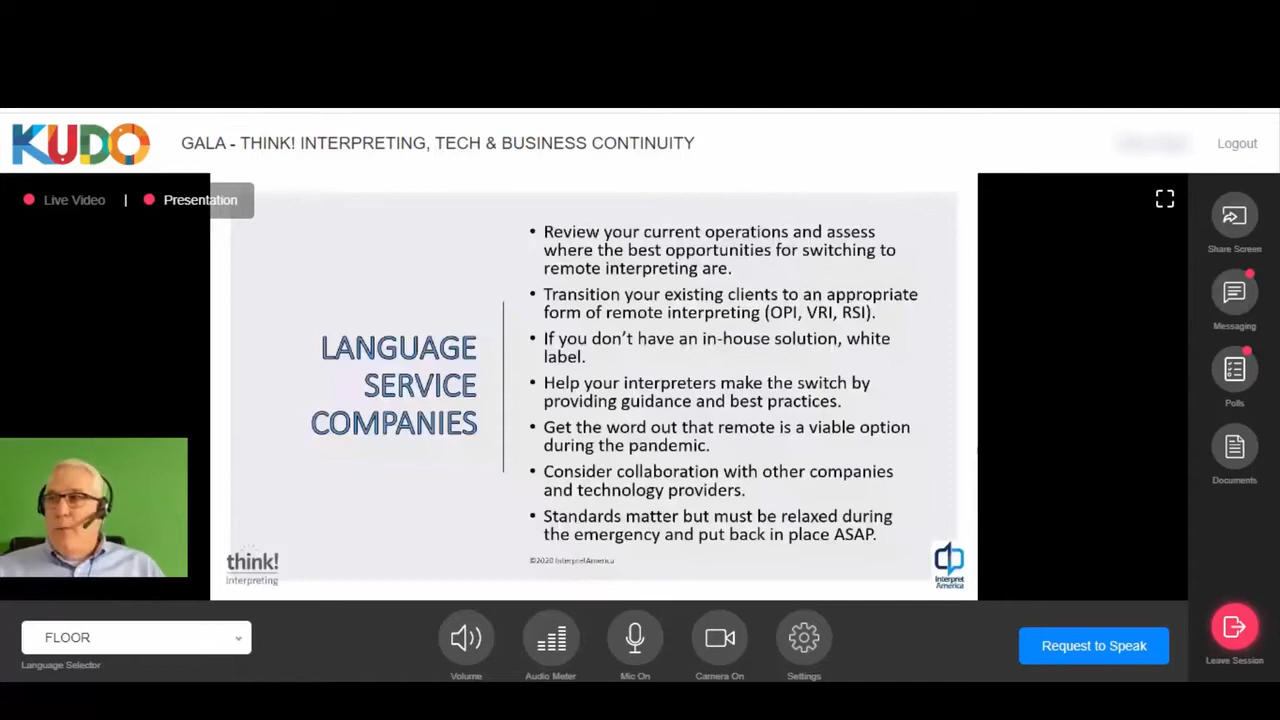 KUDO
GALA - THINK! INTERPRETING, TECH & BUSINESS CONTINUITY
Logout
Live Video | Presentation
Share Screen
Messaging
Polls
Documents
LANGUAGE
SERVICE
COMPANIES
• Review your current operations and assess
where the best opportunities for switching to
remote interpreting are.
• Transition your existing clients to an appropriate
form of remote interpreting (OPI, VRI, RSI).
• If you don’t have an in-house solution, white
label.
• Help your interpreters make the switch by
providing guidance and best practices.
• Get the word out that remote is a viable option
during the pandemic.
• Consider collaboration with other companies
and technology providers.
• Standards matter but must be relaxed during
the emergency and put back in place ASAP.
think!
interpreting
©2020 InterpretAmerica
Interpret
America
FLOOR
Language Selector
Volume
Audio Meter
Mic On
Camera On
Settings
Request to Speak
Leave Session